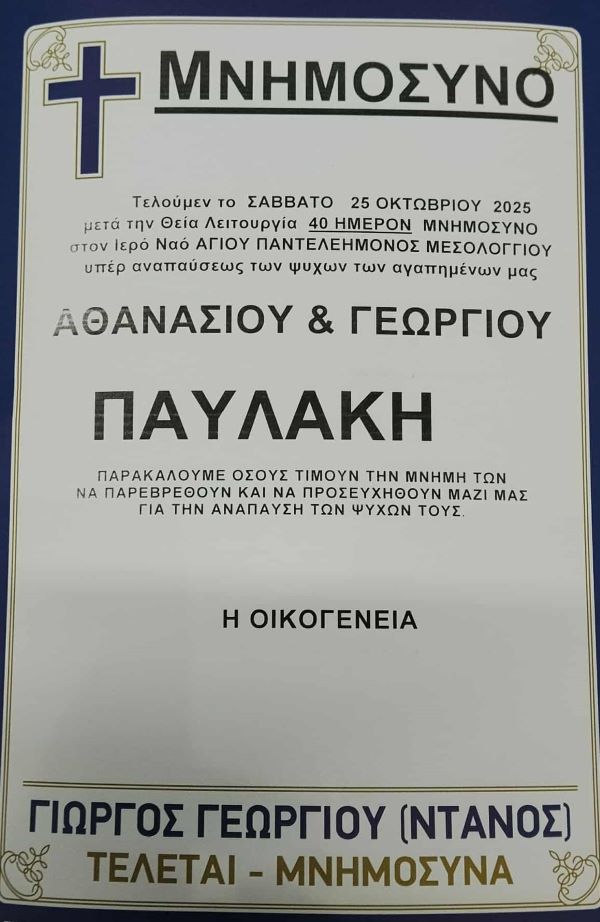 ΜΝΗΜΟΣΥΝΟ
Τελούμεν το ΣΑΒΒΑΤΟ 25 ΟΚΤΩΒΡΙΟΥ 2025
μετά την Θεία Λειτουργία 40 ΗΜΕΡΟΝ ΜΝΗΜΟΣΥΝΟ
στον Ιερό Ναό ΑΓΙΟΥ ΠΑΝΤΕΛΕΗΜΟΝΟΣ ΜΕΣΟΛΟΓΓΙΟΥ
υπέρ αναπαύσεως των ψυχων των αγαπημένων μας
ΑΘΑΝΑΣΙΟΥ & ΓΕΩΡΓΙΟΥ
ΠΑΥΛΑΚΗ
ΠΑΡΑΚΑΛΟΥΜΕ ΟΣΟΥΣ ΤΙΜΟΥΝ ΤΗΝ ΜΝΗΜΗ ΤΩΝ
ΝΑ ΠΑΡΕΒΡΕΘΟΥΝ ΚΑΙ ΝΑ ΠΡΟΣΕΥΧΗΘΟΥΝ ΜΑΖΙ ΜΑΣ
ΓΙΑ ΤΗΝ ΑΝΑΠΑΥΣΗ ΤΩΝ ΨΥΧΩΝ ΤΟΥΣ.
Η ΟΙΚΟΓΕΝΕΙΑ
ΓΙΩΡΓΟΣ ΓΕΩΡΓΙΟΥ (ΝΤΑΝΟΣ)
ΤΕΛΕΤΑΙ - ΜΝΗΜΟΣΥΝΑ